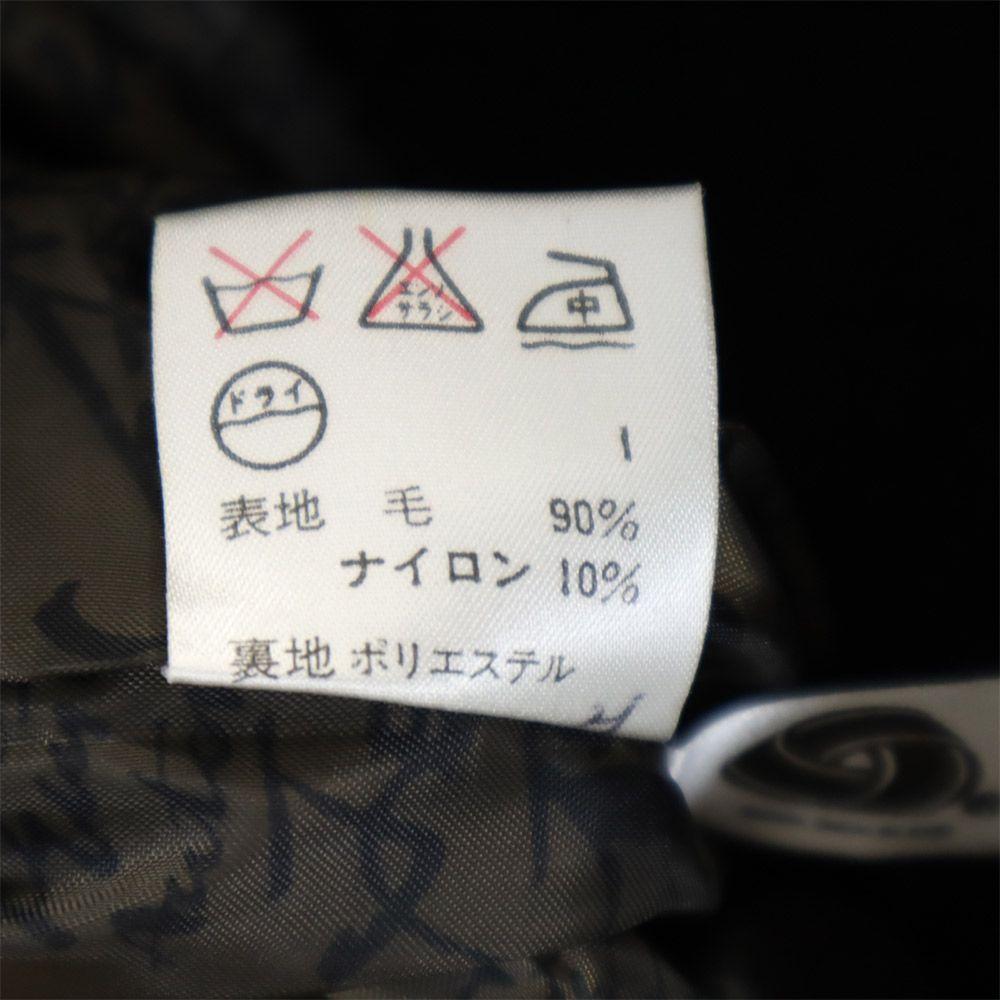 エンソ
サラシ
中
ドライ
1
表地 毛 90%
ナイロン 10%
裏地 ポリエステル